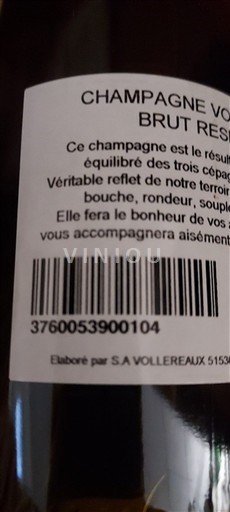 CHAMPAGNE VO
BRUT RES
Ce champagne est le résult
équilibré des trois cépag
Véritable reflet de notre terroir
bouche, rondeur, souple
Elle fera le bonheur de vos
vous accompagnera aisément
VINIOU
3760053900104
Elaboré par S.A VOLLEREAUX 5153